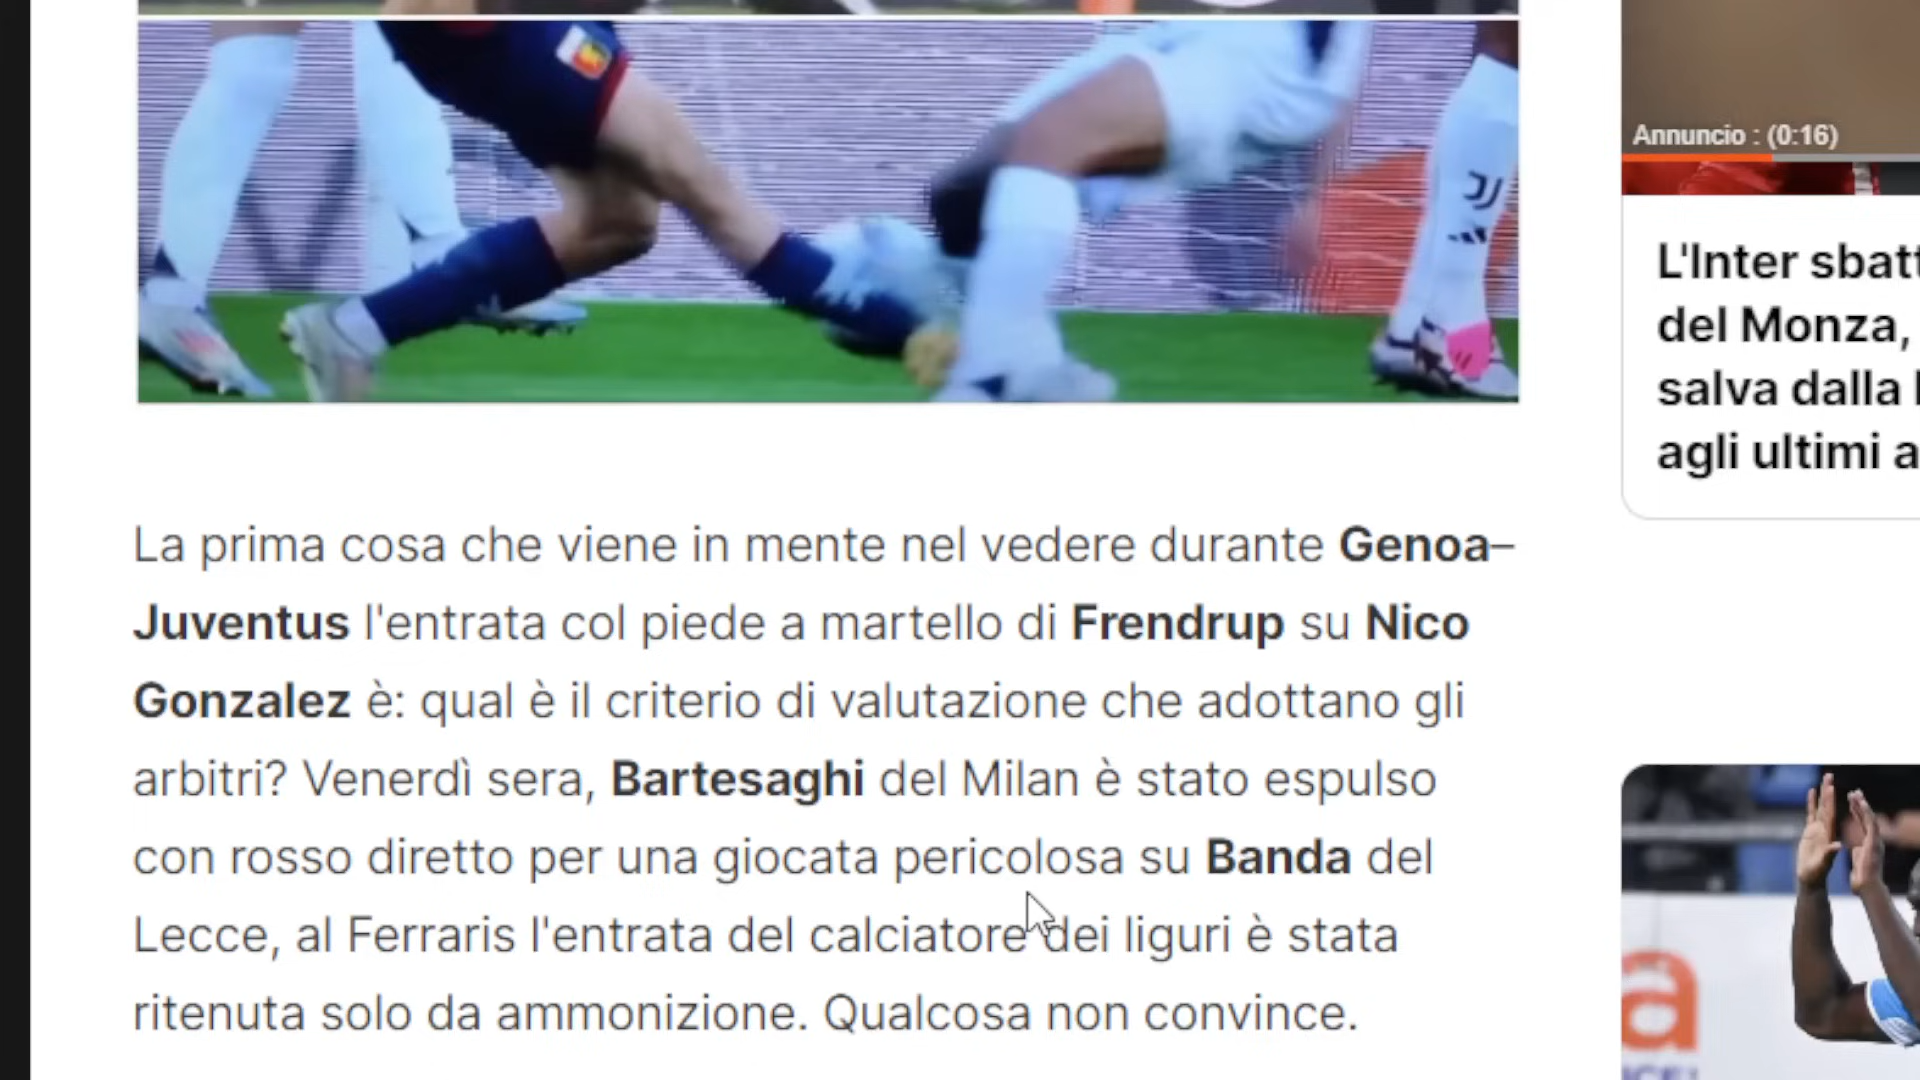 Annuncio : (0:16)
L'Inter sbatt
del Monza,
salva dalla
agli ultimi a
La prima cosa che viene in mente nel vedere durante Genoa–
Juventus l'entrata col piede a martello di Frendrup su Nico
Gonzalez è: qual è il criterio di valutazione che adottano gli
arbitri? Venerdì sera, Bartesaghi del Milan è stato espulso
con rosso diretto per una giocata pericolosa su Banda del
Lecce, al Ferraris l'entrata del calciatore dei liguri è stata
ritenuta solo da ammonizione. Qualcosa non convince.
a